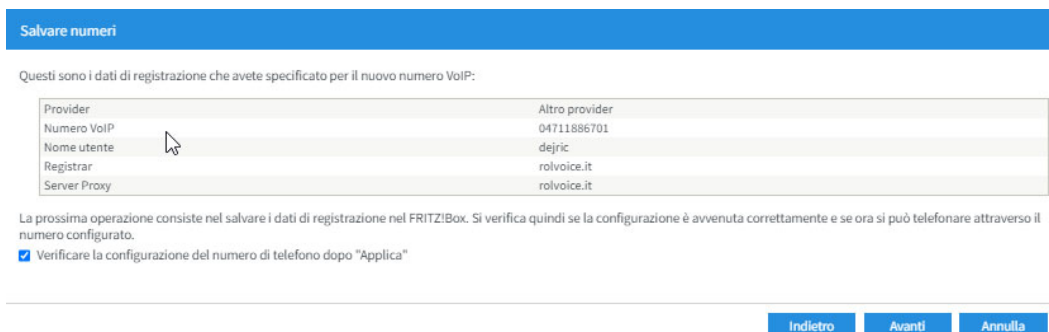 Salvare numeri
Questi sono i dati di registrazione che avete specificato per il nuovo numero VoIP:
Provider Altro provider
Numero VoIP 04711886701
Nome utente dejric
Registrar rolvoice.it
Server Proxy rolvoice.it
La prossima operazione consiste nel salvare i dati di registrazione nel FRITZ!Box. Si verifica quindi se la configurazione è avvenuta correttamente e se ora si può telefonare attraverso il
numero configurato.
Verificare la configurazione del numero di telefono dopo "Applica"
Indietro Avanti Annulla